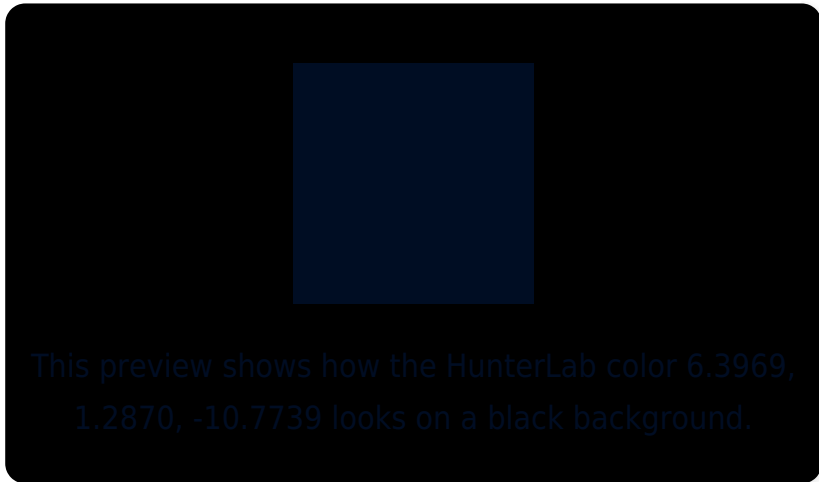 This preview shows how the HunterLab color 6.3969,
1.2870, -10.7739 looks on a black background.